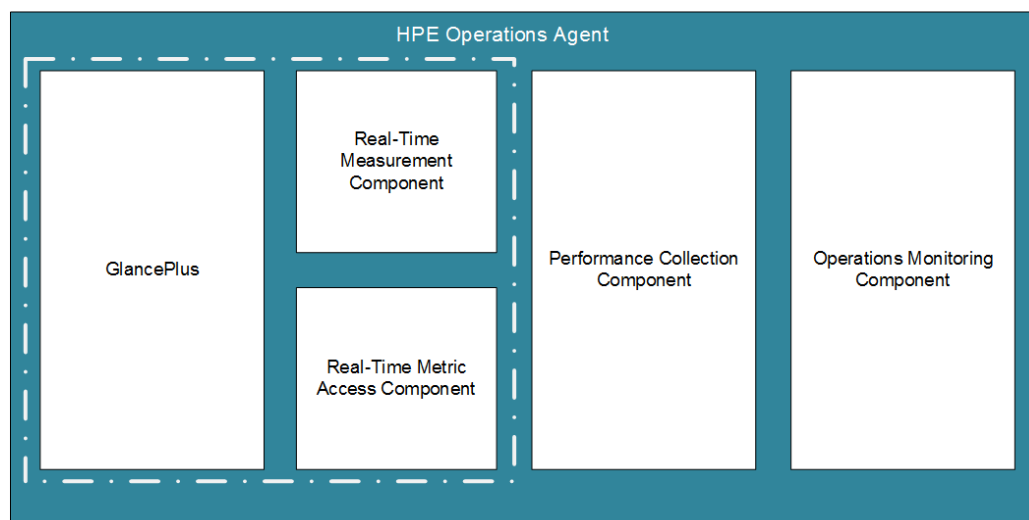 HPE Operations Agent
GlancePlus
Real-Time
Measurement
Component
Real-Time Metric
Access Component
Performance Collection
Component
Operations Monitoring
Component